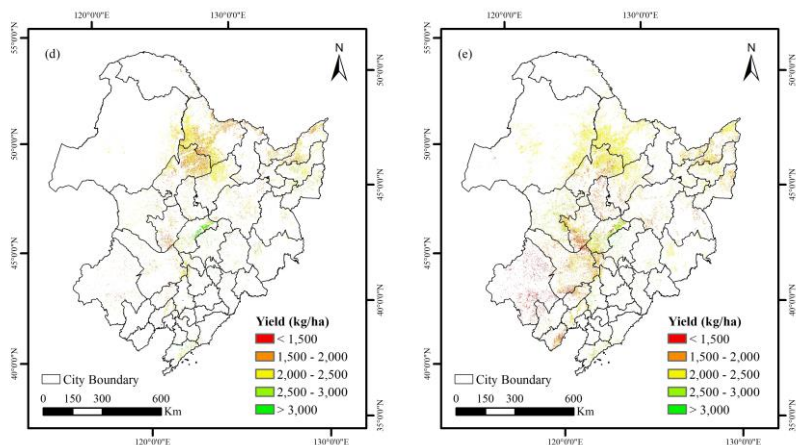 120°0'0"E 130°0'0"E
(d)
N
55°0'0"N
50°0'0"N
50°0'0"N
45°0'0"N
45°0'0"N
40°0'0"N
40°0'0"N
35°0'0"N
Yield (kg/ha)
< 1,500
1,500 - 2,000
2,000 - 2,500
2,500 - 3,000
> 3,000
City Boundary
0 150 300 600
Km
120°0'0"E 130°0'0"E
120°0'0"E 130°0'0"E
(e)
N
55°0'0"N
50°0'0"N
50°0'0"N
45°0'0"N
45°0'0"N
40°0'0"N
40°0'0"N
35°0'0"N
Yield (kg/ha)
< 1,500
1,500 - 2,000
2,000 - 2,500
2,500 - 3,000
> 3,000
City Boundary
0 150 300 600
Km
120°0'0"E 130°0'0"E